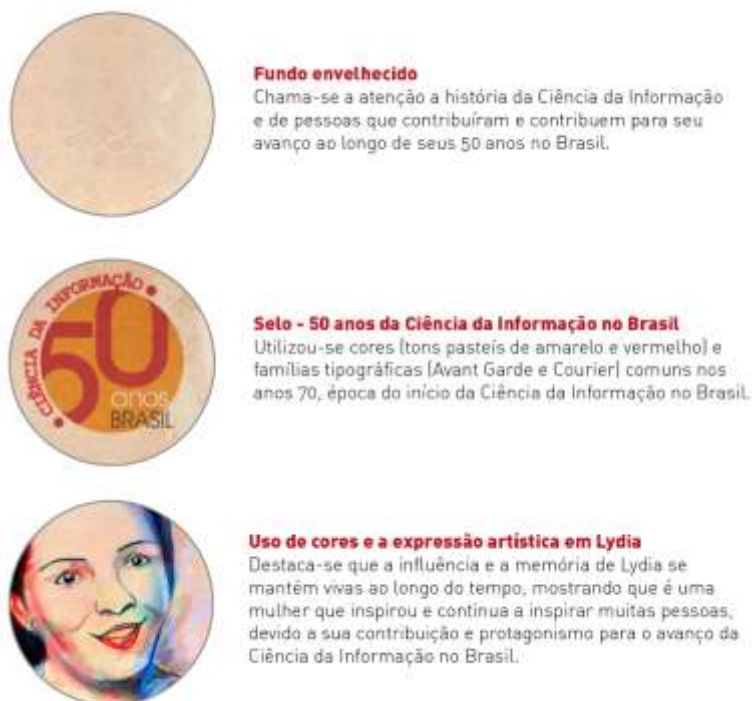 Fundo envelhecido
Chama-se a atenção a história da Ciência da Informação
e de pessoas que contribuíram e contribuem para seu
avanço ao longo de seus 50 anos no Brasil.
CIÊNCIA DA INFORMAÇÃO
50
anos
BRASIL
Selo - 50 anos da Ciência da Informação no Brasil
Utilizou-se cores (tons pasteís de amarelo e vermelho) e
famílias tipográficas (Avant Garde e Courier) comuns nos
anos 70, época do início da Ciência da Informação no Brasil.
Uso de cores e a expressão artística em Lydia
Destaca-se que a influência e a memória de Lydia se
mantém vivas ao longo do tempo, mostrando que é uma
mulher que inspirou e continua a inspirar muitas pessoas,
devido a sua contribuição e protagonismo para o avanço da
Ciência da Informação no Brasil.